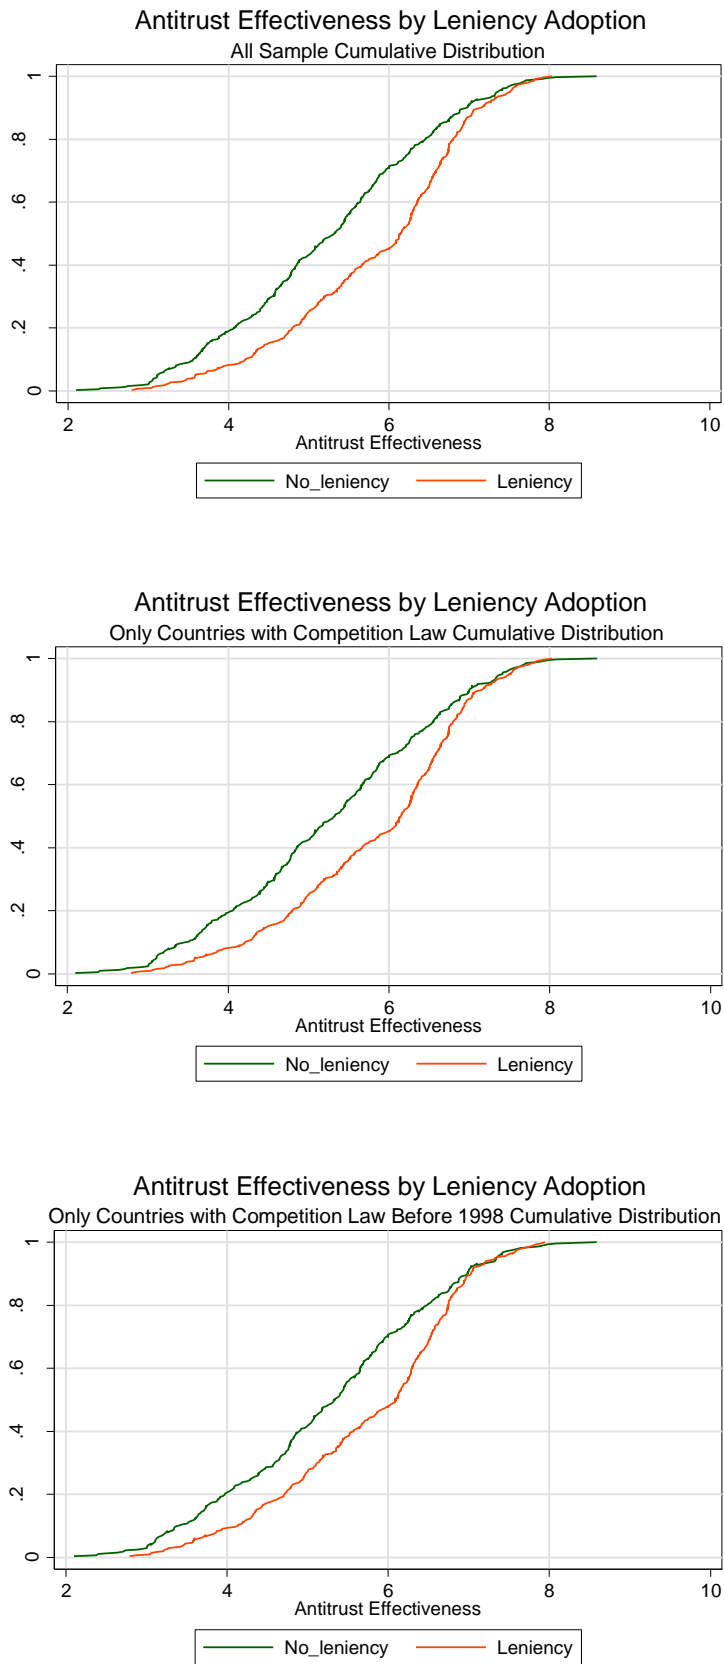 Antitrust Effectiveness by Leniency Adoption
All Sample Cumulative Distribution
1
.8
.6
.4
.2
0
2 4 6 8 10
Antitrust Effectiveness
No_leniency Leniency
Antitrust Effectiveness by Leniency Adoption
Only Countries with Competition Law Cumulative Distribution
1
.8
.6
.4
.2
0
2 4 6 8 10
Antitrust Effectiveness
No_leniency Leniency
Antitrust Effectiveness by Leniency Adoption
Only Countries with Competition Law Before 1998 Cumulative Distribution
1
.8
.6
.4
.2
0
2 4 6 8 10
Antitrust Effectiveness
No_leniency Leniency